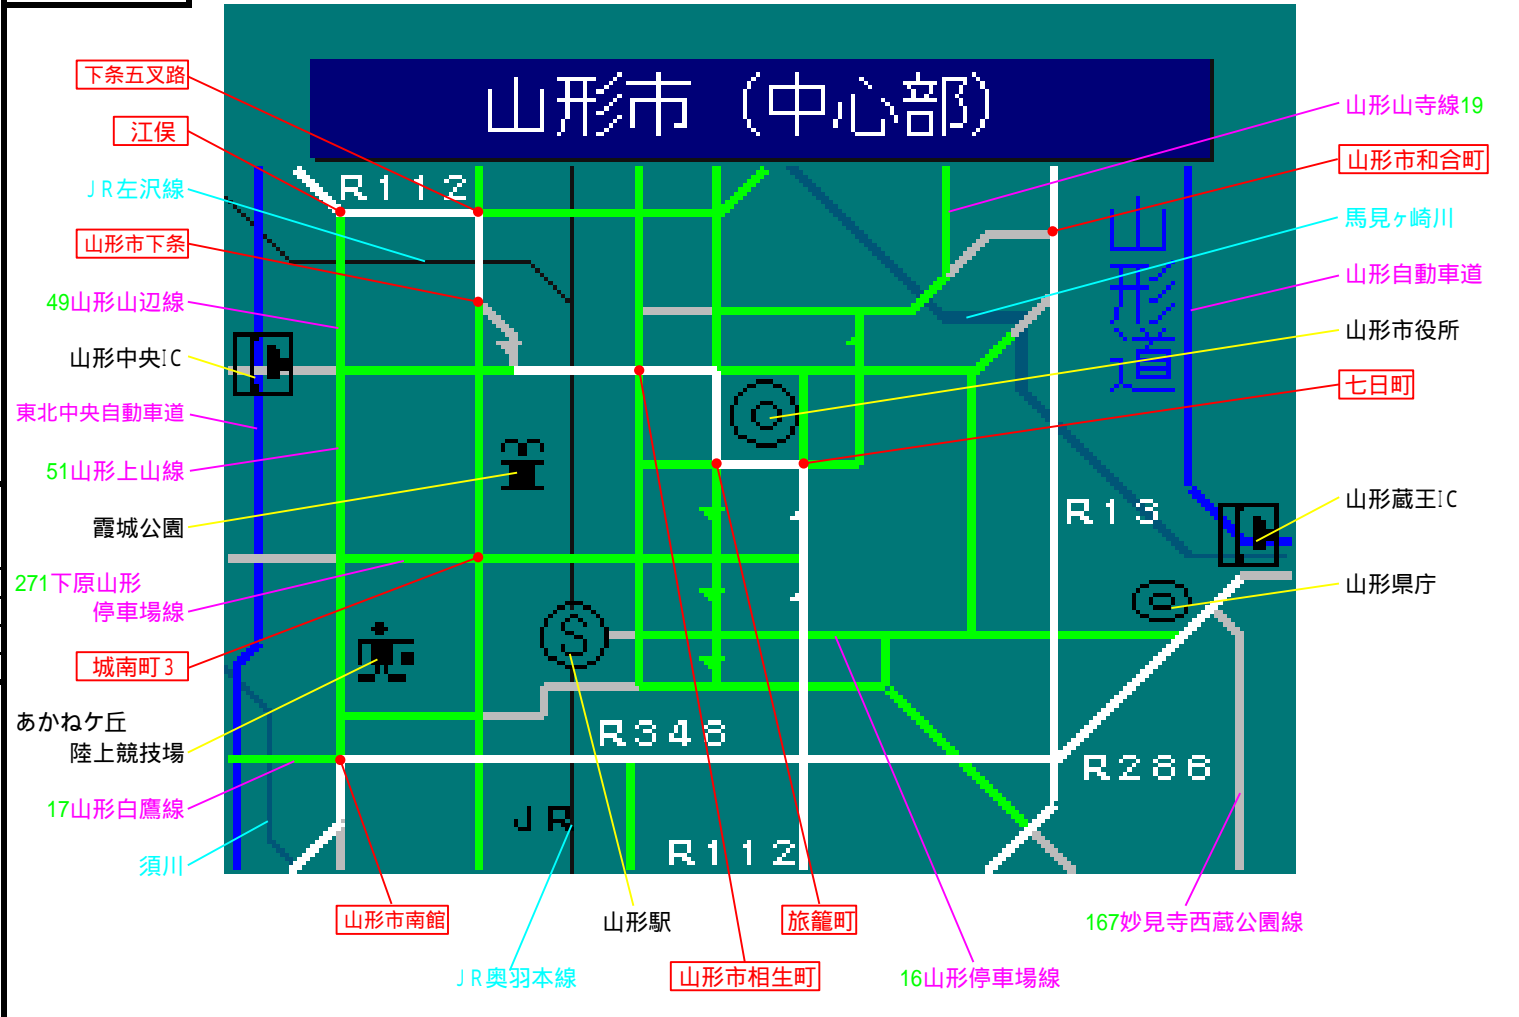 山形市（中心部）
下条五叉路
江俣
JR左沢線
山形市下条
49山形山辺線
山形中央IC
東北中央自動車道
51山形上山線
霞城公園
271下原山形
停車場線
城南町3
あかねケ丘
陸上競技場
17山形白鷹線
須川
R112
山形道
R13
S
R348
R286
JR
R112
山形山寺線19
山形市和合町
馬見ヶ崎川
山形自動車道
山形市役所
七日町
山形蔵王IC
山形県庁
山形市南館
山形駅
旅籠町
167妙見寺西蔵公園線
JR奥羽本線
山形市相生町
16山形停車場線